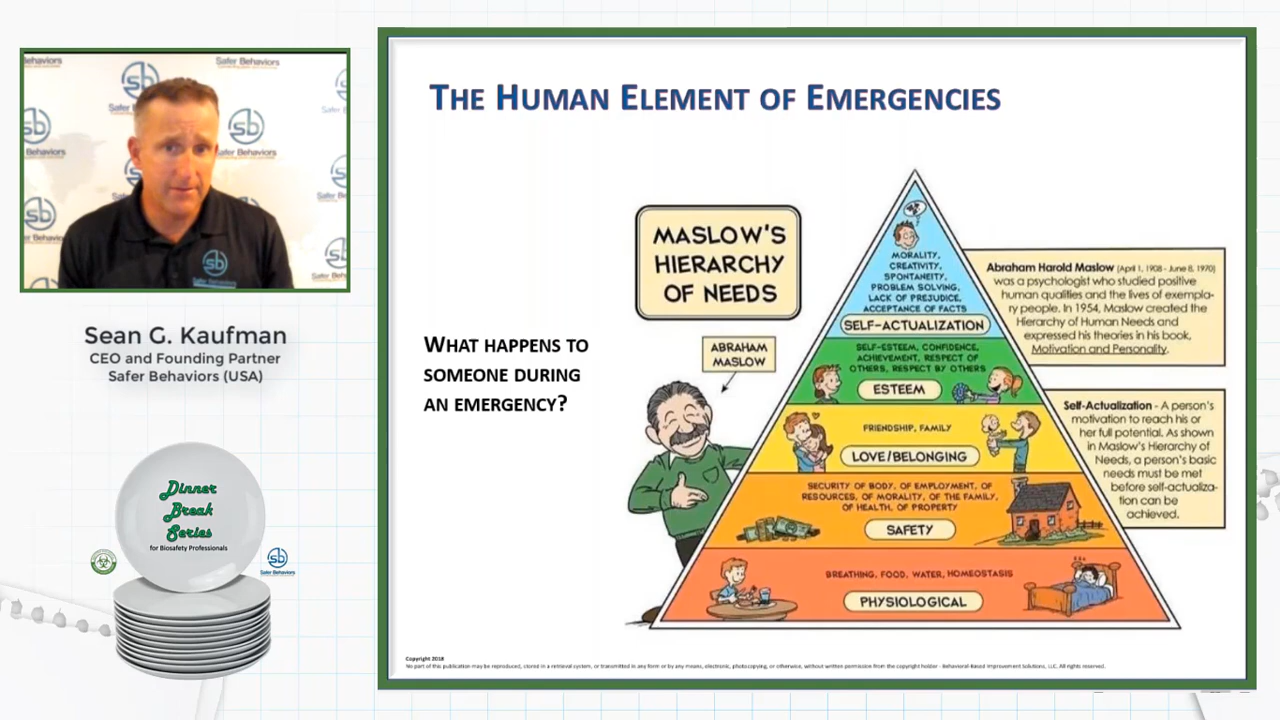 Safer Behaviors
sb
Sean G. Kaufman
CEO and Founding Partner
Safer Behaviors (USA)
Dinner
Break
Series
for Biosafety Professionals
sb
Safer Behaviors
THE HUMAN ELEMENT OF EMERGENCIES
WHAT HAPPENS TO
SOMEONE DURING
AN EMERGENCY?
MASLOW'S
HIERARCHY
OF NEEDS
ABRAHAM
MASLOW
MORALITY,
CREATIVITY,
SPONTANEITY,
PROBLEM SOLVING,
LACK OF PREJUDICE,
ACCEPTANCE OF FACTS
SELF-ACTUALIZATION
SELF-ESTEEM, CONFIDENCE,
ACHIEVEMENT, RESPECT OF
OTHERS, RESPECT BY OTHERS
ESTEEM
FRIENDSHIP, FAMILY
LOVE/BELONGING
SECURITY OF BODY, OF EMPLOYMENT, OF
RESOURCES, OF MORALITY, OF THE FAMILY,
OF HEALTH, OF PROPERTY
SAFETY
BREATHING, FOOD, WATER, HOMEOSTASIS
PHYSIOLOGICAL
Abraham Harold Maslow (April 1, 1908 - June 8, 1970)
was a psychologist who studied positive
human qualities and the lives of exempla-
ry people. In 1954, Maslow created the
Hierarchy of Human Needs and
expressed his theories in his book,
Motivation and Personality.
Self-Actualization - A person's
motivation to reach his or
her full potential. As shown
in Maslow's Hierarchy of
Needs, a person's basic
needs must be met
before self-actualiza-
tion can be
achieved.
Copyright 2018
No part of this publication may be reproduced, stored in a retrieval system, or transmitted in any form or by any means, electronic, photocopying, or otherwise, without written permission from the copyright holder - Behavioral-Based Improvement Solutions, LLC. All rights reserved.